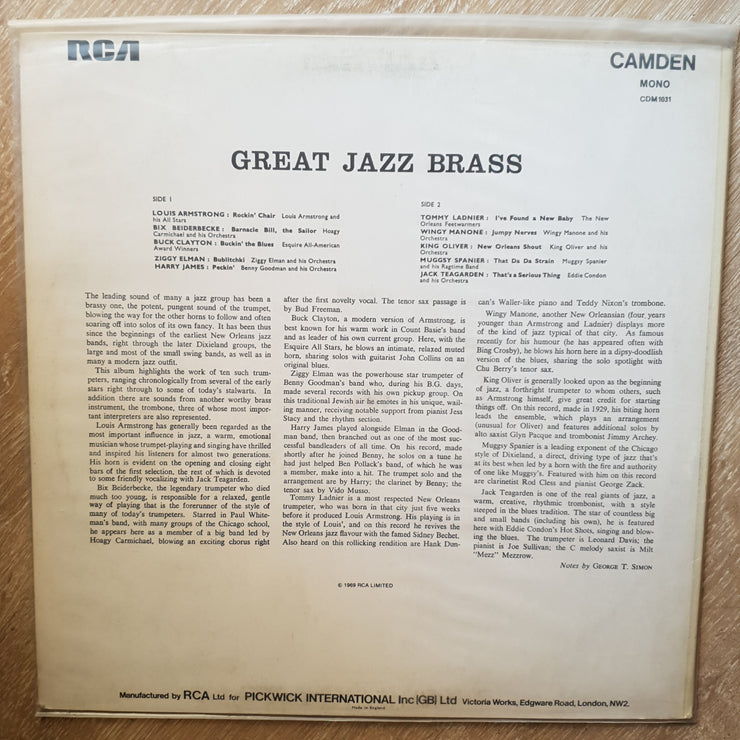 RCA
CAMDEN
MONO
CDM 1031
GREAT JAZZ BRASS
SIDE 1
LOUIS ARMSTRONG : Rockin' Chair Louis Armstrong and
his All Stars
BIX BEIDERBECKE : Barnacle Bill, the Sailor Hoagy
Carmichael and his Orchestra
BUCK CLAYTON : Buckin' the Blues Esquire All-American
Award Winners
ZIGGY ELMAN : Bublitchki Ziggy Elman and his Orchestra
HARRY JAMES : Peckin' Benny Goodman and his Orchestra
SIDE 2
TOMMY LADNIER : I've Found a New Baby The New
Orleans Feetwarmers
WINGY MANONE : Jumpy Nerves Wingy Manone and his
Orchestra
KING OLIVER : New Orleans Shout King Oliver and his
Orchestra
MUGGSY SPANIER : That Da Da Strain Muggsy Spanier
and his Ragtime Band
JACK TEAGARDEN : That's a Serious Thing Eddie Condon
and his Orchestra
The leading sound of many a jazz group has been a
brassy one, the potent, pungent sound of the trumpet,
blowing the way for the other horns to follow and often
soaring off into solos of its own fancy. It has been thus
since the beginnings of the earliest New Orleans jazz
bands, right through the later Dixieland groups, the
large and most of the small swing bands, as well as in
many a modern jazz outfit.
This album highlights the work of ten such trum-
peters, ranging chronologically from several of the early
stars right through to some of today's stalwarts. In
addition there are sounds from another worthy brass
instrument, the trombone, three of whose most impor-
tant interpreters are also represented.
Louis Armstrong has generally been regarded as the
most important influence in jazz, a warm, emotional
musician whose trumpet-playing and singing have thrilled
and inspired his listeners for almost two generations.
His horn is evident on the opening and closing eight
bars of the first selection, the rest of which is devoted
to some friendly vocalizing with Jack Teagarden.
Bix Beiderbecke, the legendary trumpeter who died
much too young, is responsible for a relaxed, gentle
way of playing that is the forerunner of the style of
many of today's trumpeters. Starred in Paul White-
man's band, with many groups of the Chicago school,
he appears here as a member of a big band led by
Hoagy Carmichael, blowing an exciting chorus right
after the first novelty vocal. The tenor sax passage is
by Bud Freeman.
Buck Clayton, a modern version of Armstrong, is
best known for his warm work in Count Basie's band
and as leader of his own current group. Here, with the
Esquire All Stars, he blows an intimate, relaxed muted
horn, sharing solos with guitarist John Collins on an
original blues.
Ziggy Elman was the powerhouse star trumpeter of
Benny Goodman's band who, during his B.G. days,
made several records with his own pickup group. On
this traditional Jewish air he emotes in his unique, wail-
ing manner, receiving notable support from pianist Jess
Stacy and the rhythm section.
Harry James played alongside Elman in the Good-
man band, then branched out as one of the most suc-
cessful bandleaders of all time. On his record, made
shortly after he joined Benny, he solos on a tune he
had just helped Ben Pollack's band, of which he was
a member, make into a hit. The trumpet solo and the
arrangement are by Harry; the clarinet by Benny; the
tenor sax by Vido Musso.
Tommy Ladnier is a most respected New Orleans
trumpeter, who was born in that city just five weeks
before it produced Louis Armstrong. His playing is in
the style of Louis', and on this record he revives the
New Orleans jazz flavour with the famed Sidney Bechet.
Also heard on this rollicking rendition are Hank Dun-
can's Waller-like piano and Teddy Nixon's trombone.
Wingy Manone, another New Orleansian (four years
younger than Armstrong and Ladnier) displays more
of the kind of jazz typical of that city. As famous
recently for his humour (he has appeared often with
Bing Crosby), he blows his horn here in a dipsy-doodlish
version of the blues, sharing the solo spotlight with
Chu Berry's tenor sax.
King Oliver is generally looked upon as the beginning
of jazz, a forthright trumpeter to whom others, such
as Armstrong himself, give great credit for starting
things off. On this record, made in 1929, his biting horn
leads the ensemble, which plays an arrangement
(unusual for Oliver) and features additional solos by
alto saxist Glyn Pacque and trombonist Jimmy Archey.
Muggsy Spanier is a leading exponent of the Chicago
style of Dixieland, a direct, driving type of jazz that's
at its best when led by a horn with the fire and authority
of one like Muggsy's. Featured with him on this record
are clarinetist Rod Cless and pianist George Zack.
Jack Teagarden is one of the real giants of jazz, a
warm, creative, rhythmic trombonist, with a style
steeped in the blues tradition. The star of countless big
and small bands (including his own), he is featured
here with Eddie Condon's Hot Shots, singing and blow-
ing the blues. The trumpeter is Leonard Davis; the
pianist is Joe Sullivan; the C melody saxist is Milt
"Mezz" Mezzrow.
Notes by GEORGE T. SIMON
© 1969 RCA LIMITED
Manufactured by RCA Ltd for PICKWICK INTERNATIONAL Inc (GB) Ltd Victoria Works, Edgware Road, London, NW2.
Made in England